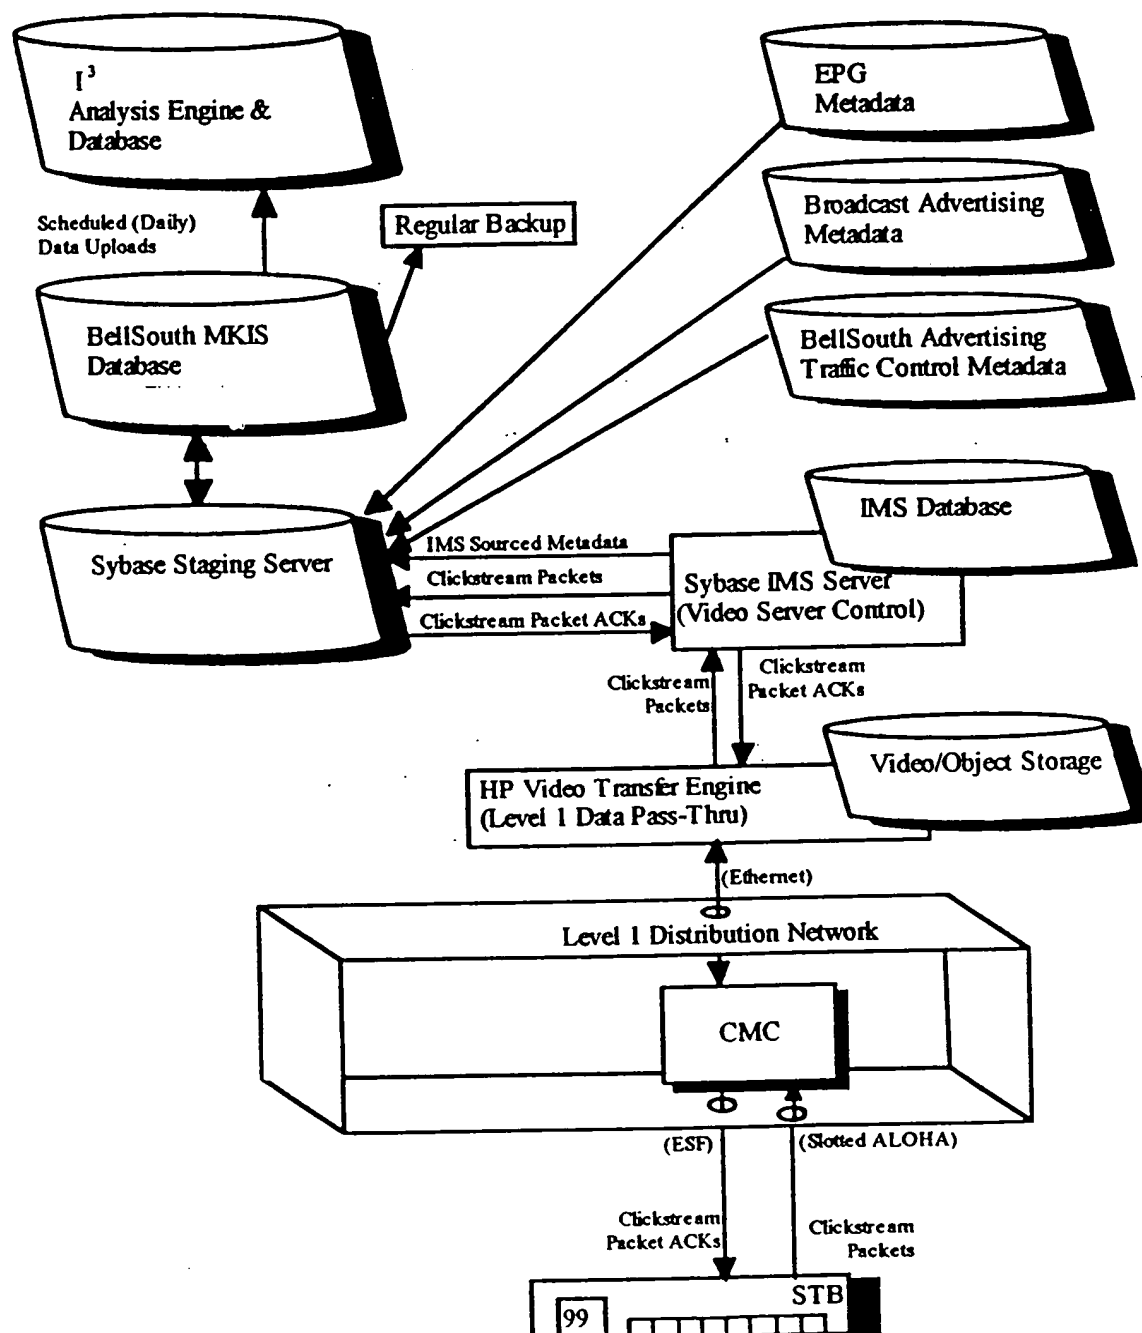 I³
Analysis Engine &
Database
EPG
Metadata
Scheduled (Daily)
Data Uploads
Regular Backup
Broadcast Advertising
Metadata
BellSouth MKIS
Database
BellSouth Advertising
Traffic Control Metadata
IMS Database
Sybase Staging Server
IMS Sourced Metadata
Clickstream Packets
Clickstream Packet ACKs
Sybase IMS Server
(Video Server Control)
Clickstream
Packets
Clickstream
Packet ACKs
HP Video Transfer Engine
(Level 1 Data Pass-Thru)
Video/Object Storage
(Ethernet)
Level 1 Distribution Network
CMC
(ESF)
(Slotted ALOHA)
Clickstream
Packet ACKs
Clickstream
Packets
STB
99